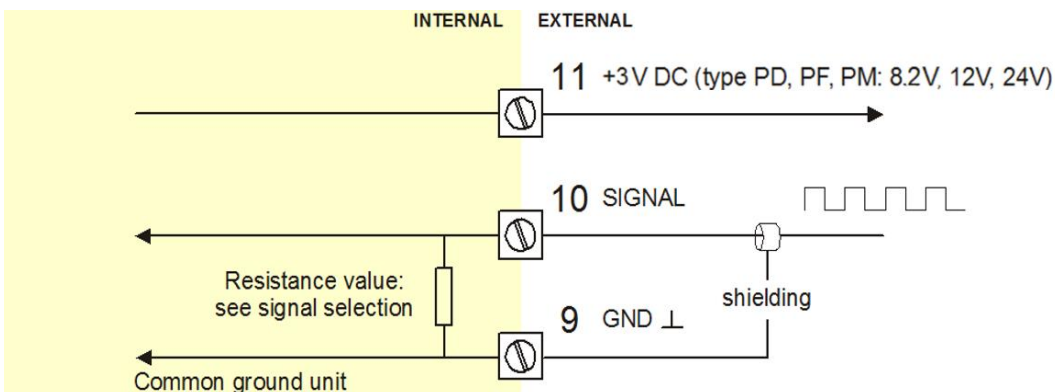 INTERNAL EXTERNAL
11 +3V DC (type PD, PF, PM: 8.2V, 12V, 24V)
10 SIGNAL
Resistance value:
see signal selection
shielding
9 GND ⊥
Common ground unit